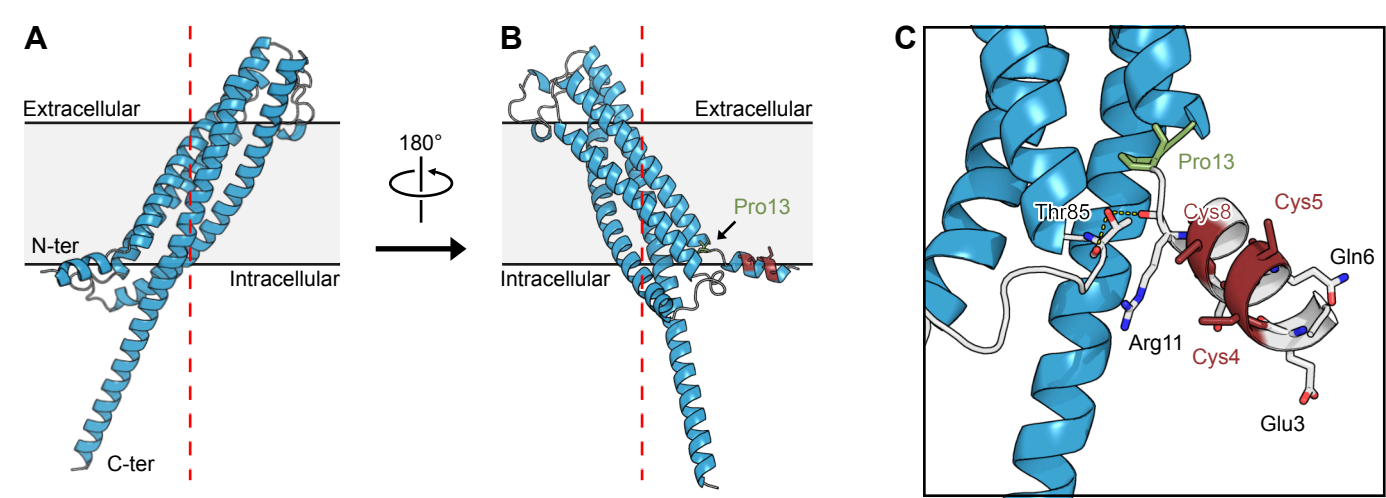 A
Extracellular
N-ter
Intracellular
C-ter
180°
B
Extracellular
Pro13
Intracellular
C
Pro13
Thr85
Cys8
Cys5
Gln6
Arg11
Cys4
Glu3